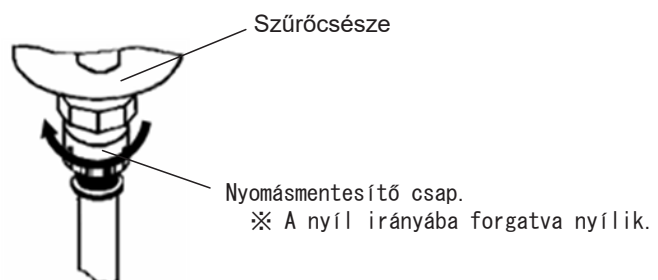 Szűrőcsésze
Nyomásmentesítő csap.
※ A nyíl irányába forgatva nyílik.